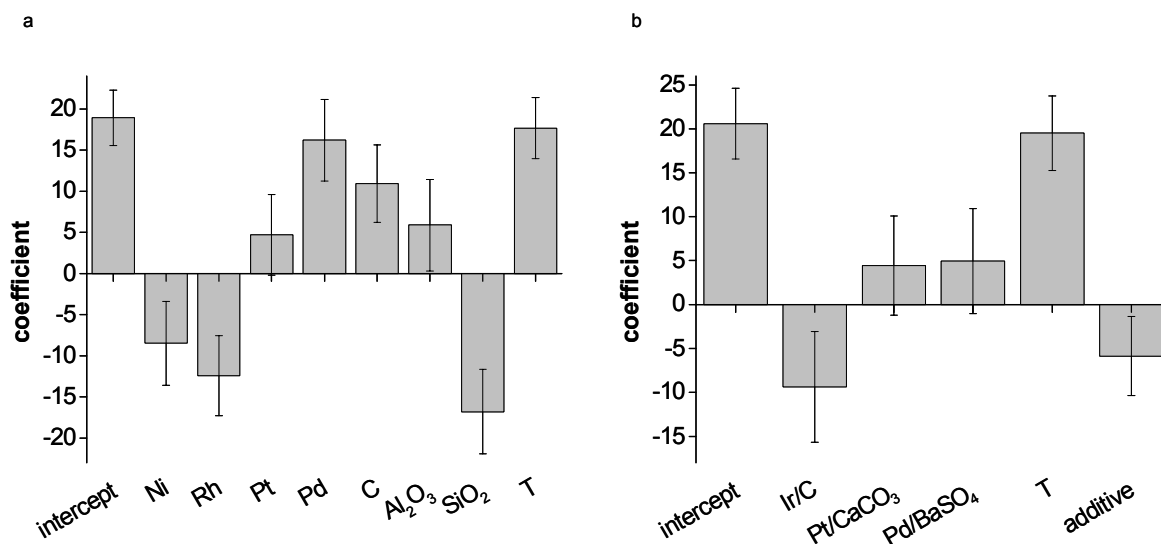 a
coefficient
20
15
10
5
0
-5
-10
-15
-20
intercept
Ni
Rh
Pt
Pd
C
Al₂O₃
SiO₂
T
b
coefficient
25
20
15
10
5
0
-5
-10
-15
intercept
Ir/C
Pt/CaCO₃
Pd/BaSO₄
T
additive